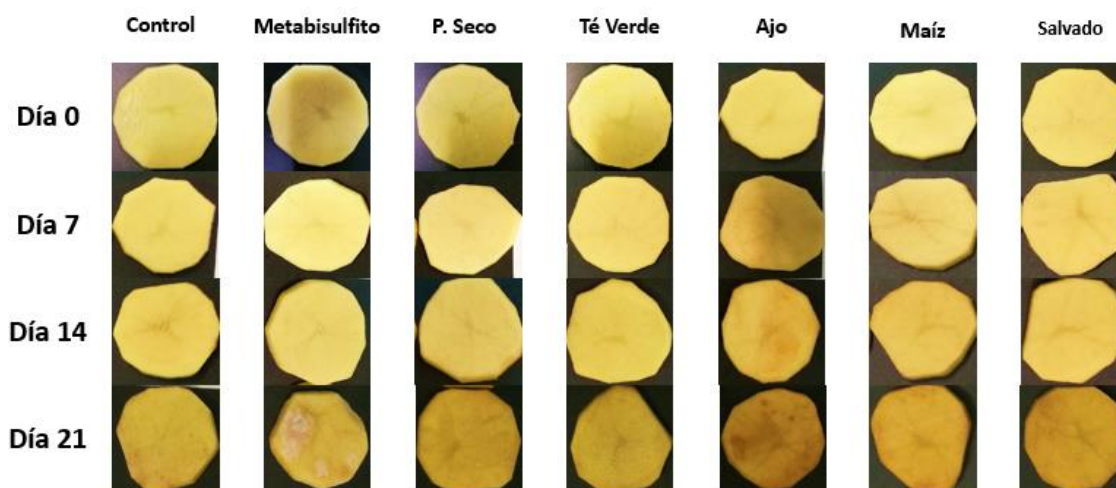 Control Metabisulfito P. Seco Té Verde Ajo Maíz Salvado
Día 0
Día 7
Día 14
Día 21